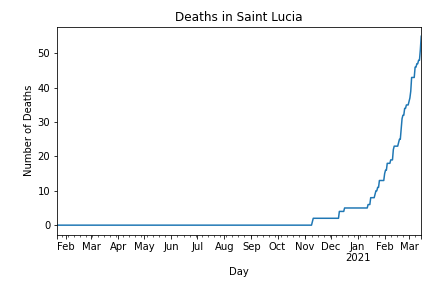 Deaths in Saint Lucia
Number of Deaths
50
40
30
20
10
0
Feb Mar Apr May Jun Jul Aug Sep Oct Nov Dec Jan Feb Mar
2021
Day